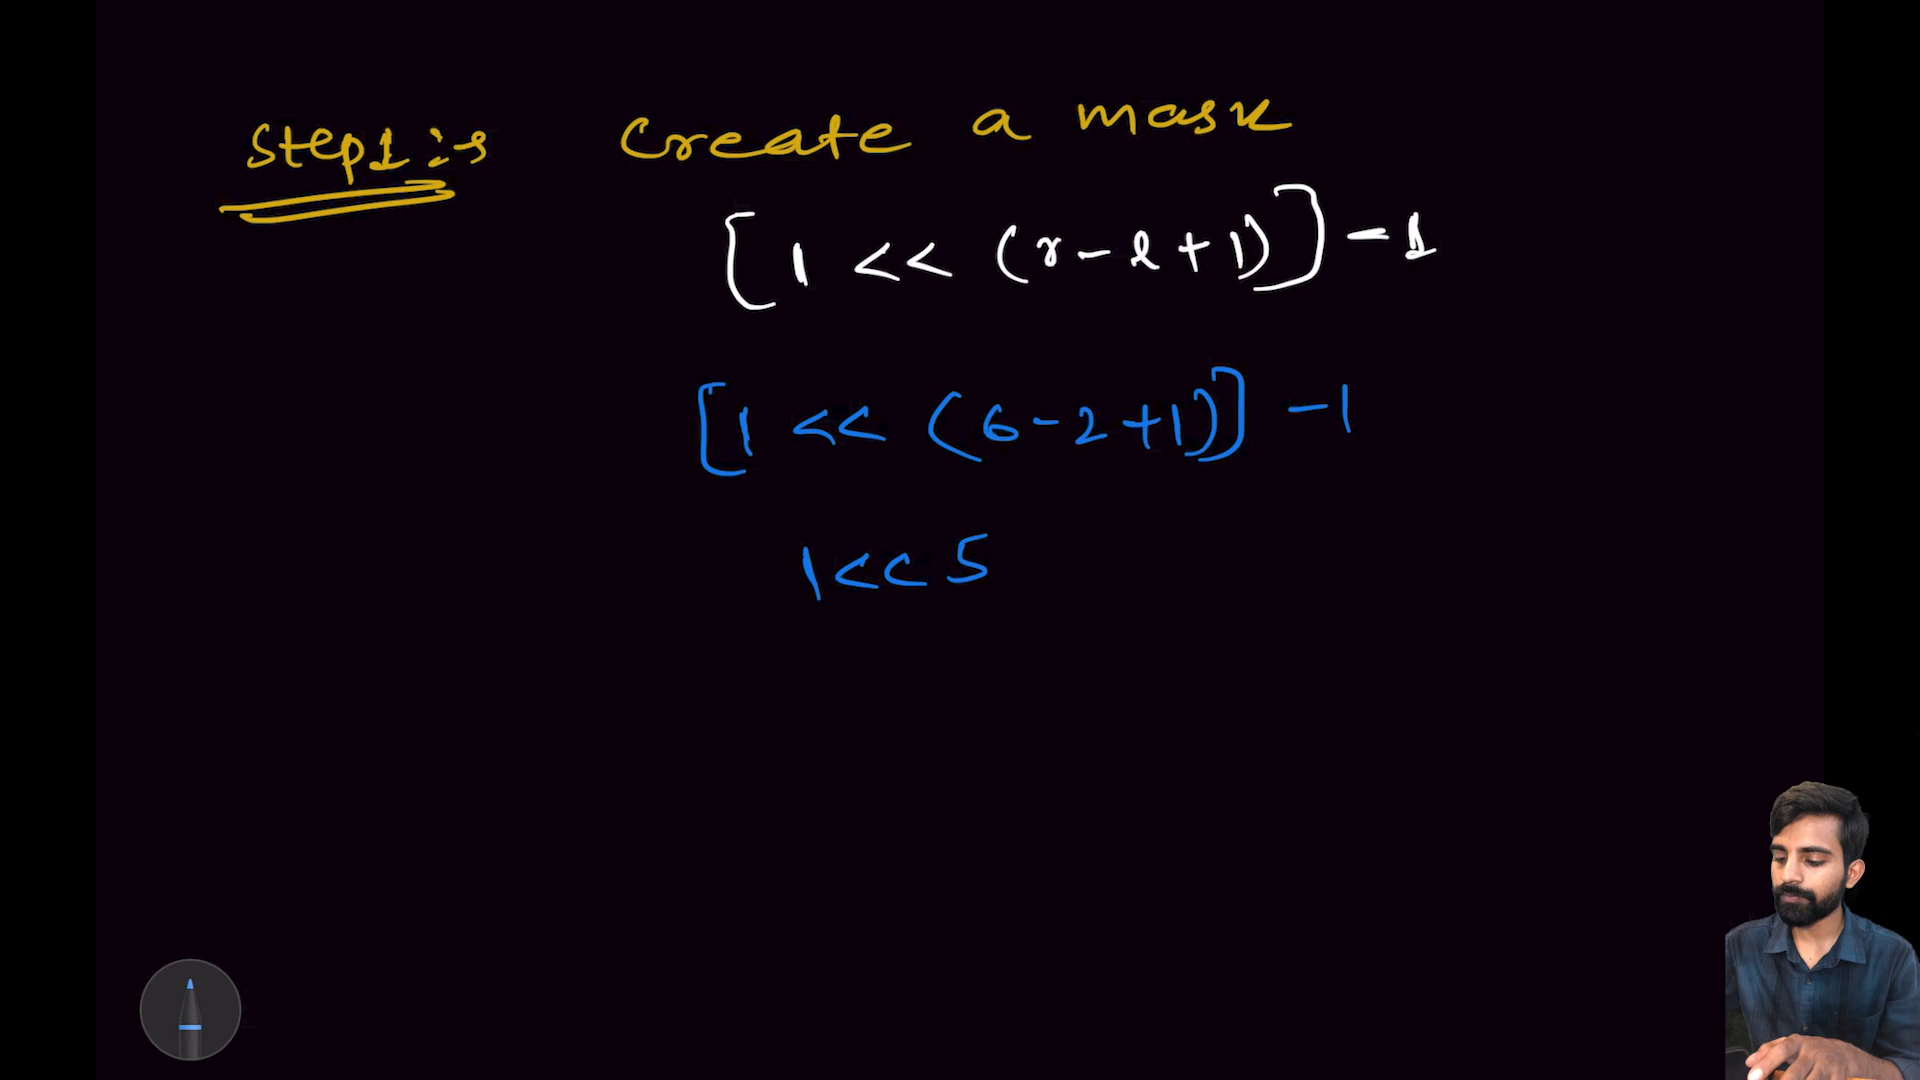 Step1 :-
Create a mask
[1 << (r-l+1)]-1
[1 << (6-2+1)] -1
1<<5